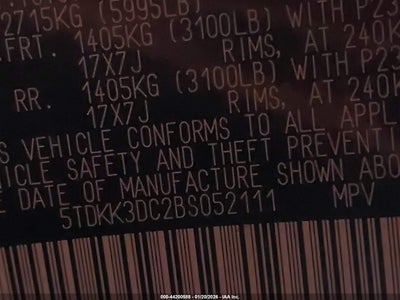 2715KG (5995LB)
FRT. 1405KG (3100LB) WITH P23
17X7J RIMS, AT 240K
RR. 1405KG (3100LB) WITH P23
17X7J RIMS, AT 240K
S VEHICLE CONFORMS TO ALL APPL
ICLE SAFETY AND THEFT PREVENTI
E DATE OF MANUFACTURE SHOWN ABO
5TDKK3DC2BS052111 MPV
000-44200588 - 01/20/2026 - IAA Inc.